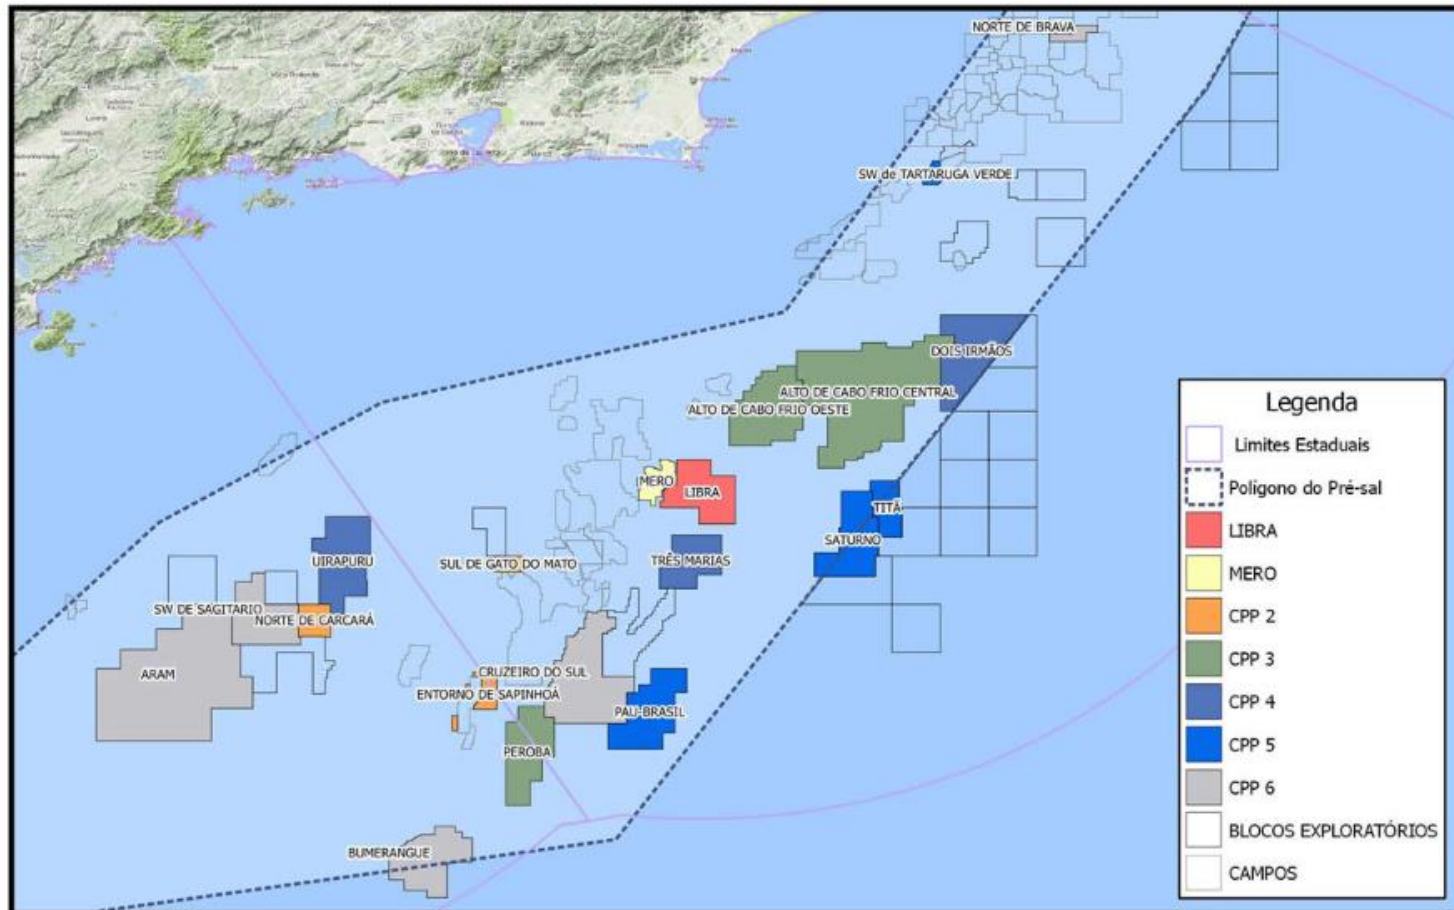 NORTE DE BRAVA
SW de TARTARUGA VERDE
DOIS IRMÃOS
ALTO DE CABO FRIO CENTRAL
ALTO DE CABO FRIO OESTE
MERO
LIBRA
TITÃ
SATURNO
UIRAPURU
SUL DE GATO DO MATO
TRÊS MARIAS
SW DE SAGITARIO
NORTE DE CARCARÁ
ARAM
CRUZEIRO DO SUL
ENTORNO DE SAPINHOÁ
PAU-BRASIL
PEROBA
BUMERANGUE
Legenda
Limites Estaduais
Polígono do Pré-sal
LIBRA
MERO
CPP 2
CPP 3
CPP 4
CPP 5
CPP 6
BLOCOS EXPLORATÓRIOS
CAMPOS